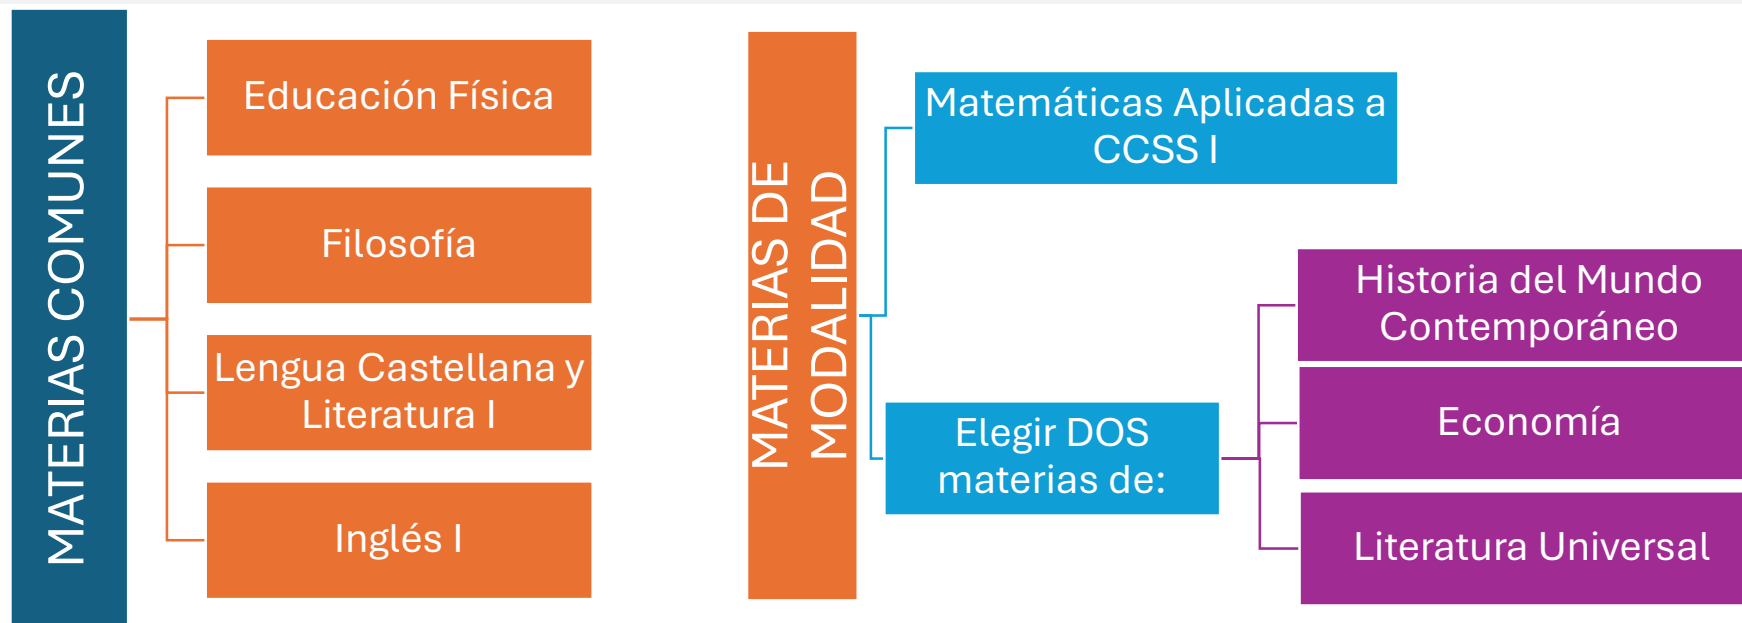 MATERIAS COMUNES
Educación Física
Filosofía
Lengua Castellana y
Literatura I
Inglés I
MATERIAS DE
MODALIDAD
Matemáticas Aplicadas a
CCSS I
Elegir DOS
materias de:
Historia del Mundo
Contemporáneo
Economía
Literatura Universal